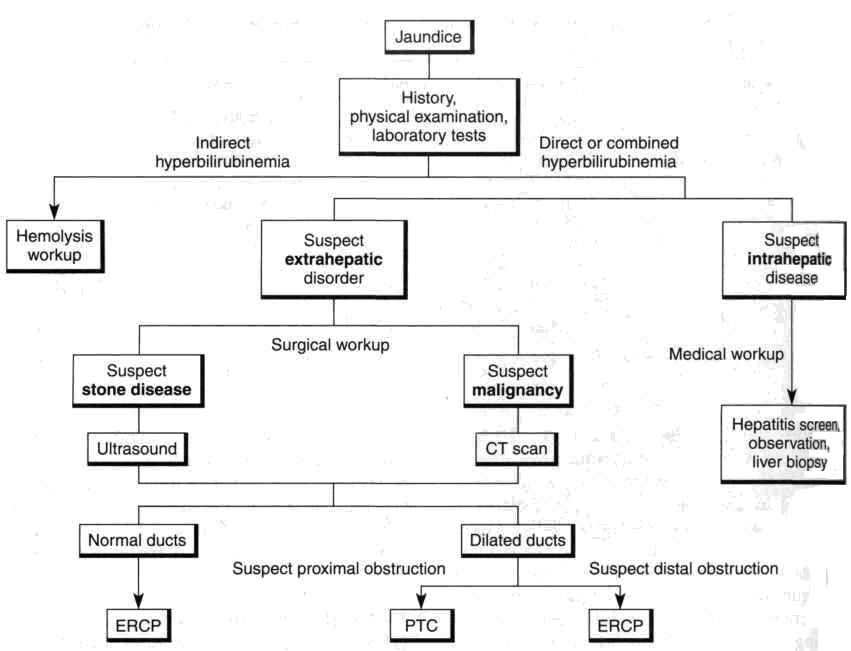 Jaundice
History,
physical examination,
laboratory tests
Indirect
hyperbilirubinemia
Direct or combined
hyperbilirubinemia
Hemolysis
workup
Suspect
extrahepatic
disorder
Suspect
intrahepatic
disease
Surgical workup
Medical workup
Suspect
stone disease
Suspect
malignancy
Hepatitis screen,
observation,
liver biopsy
Ultrasound
CT scan
Normal ducts
Dilated ducts
Suspect proximal obstruction
Suspect distal obstruction
ERCP
PTC
ERCP